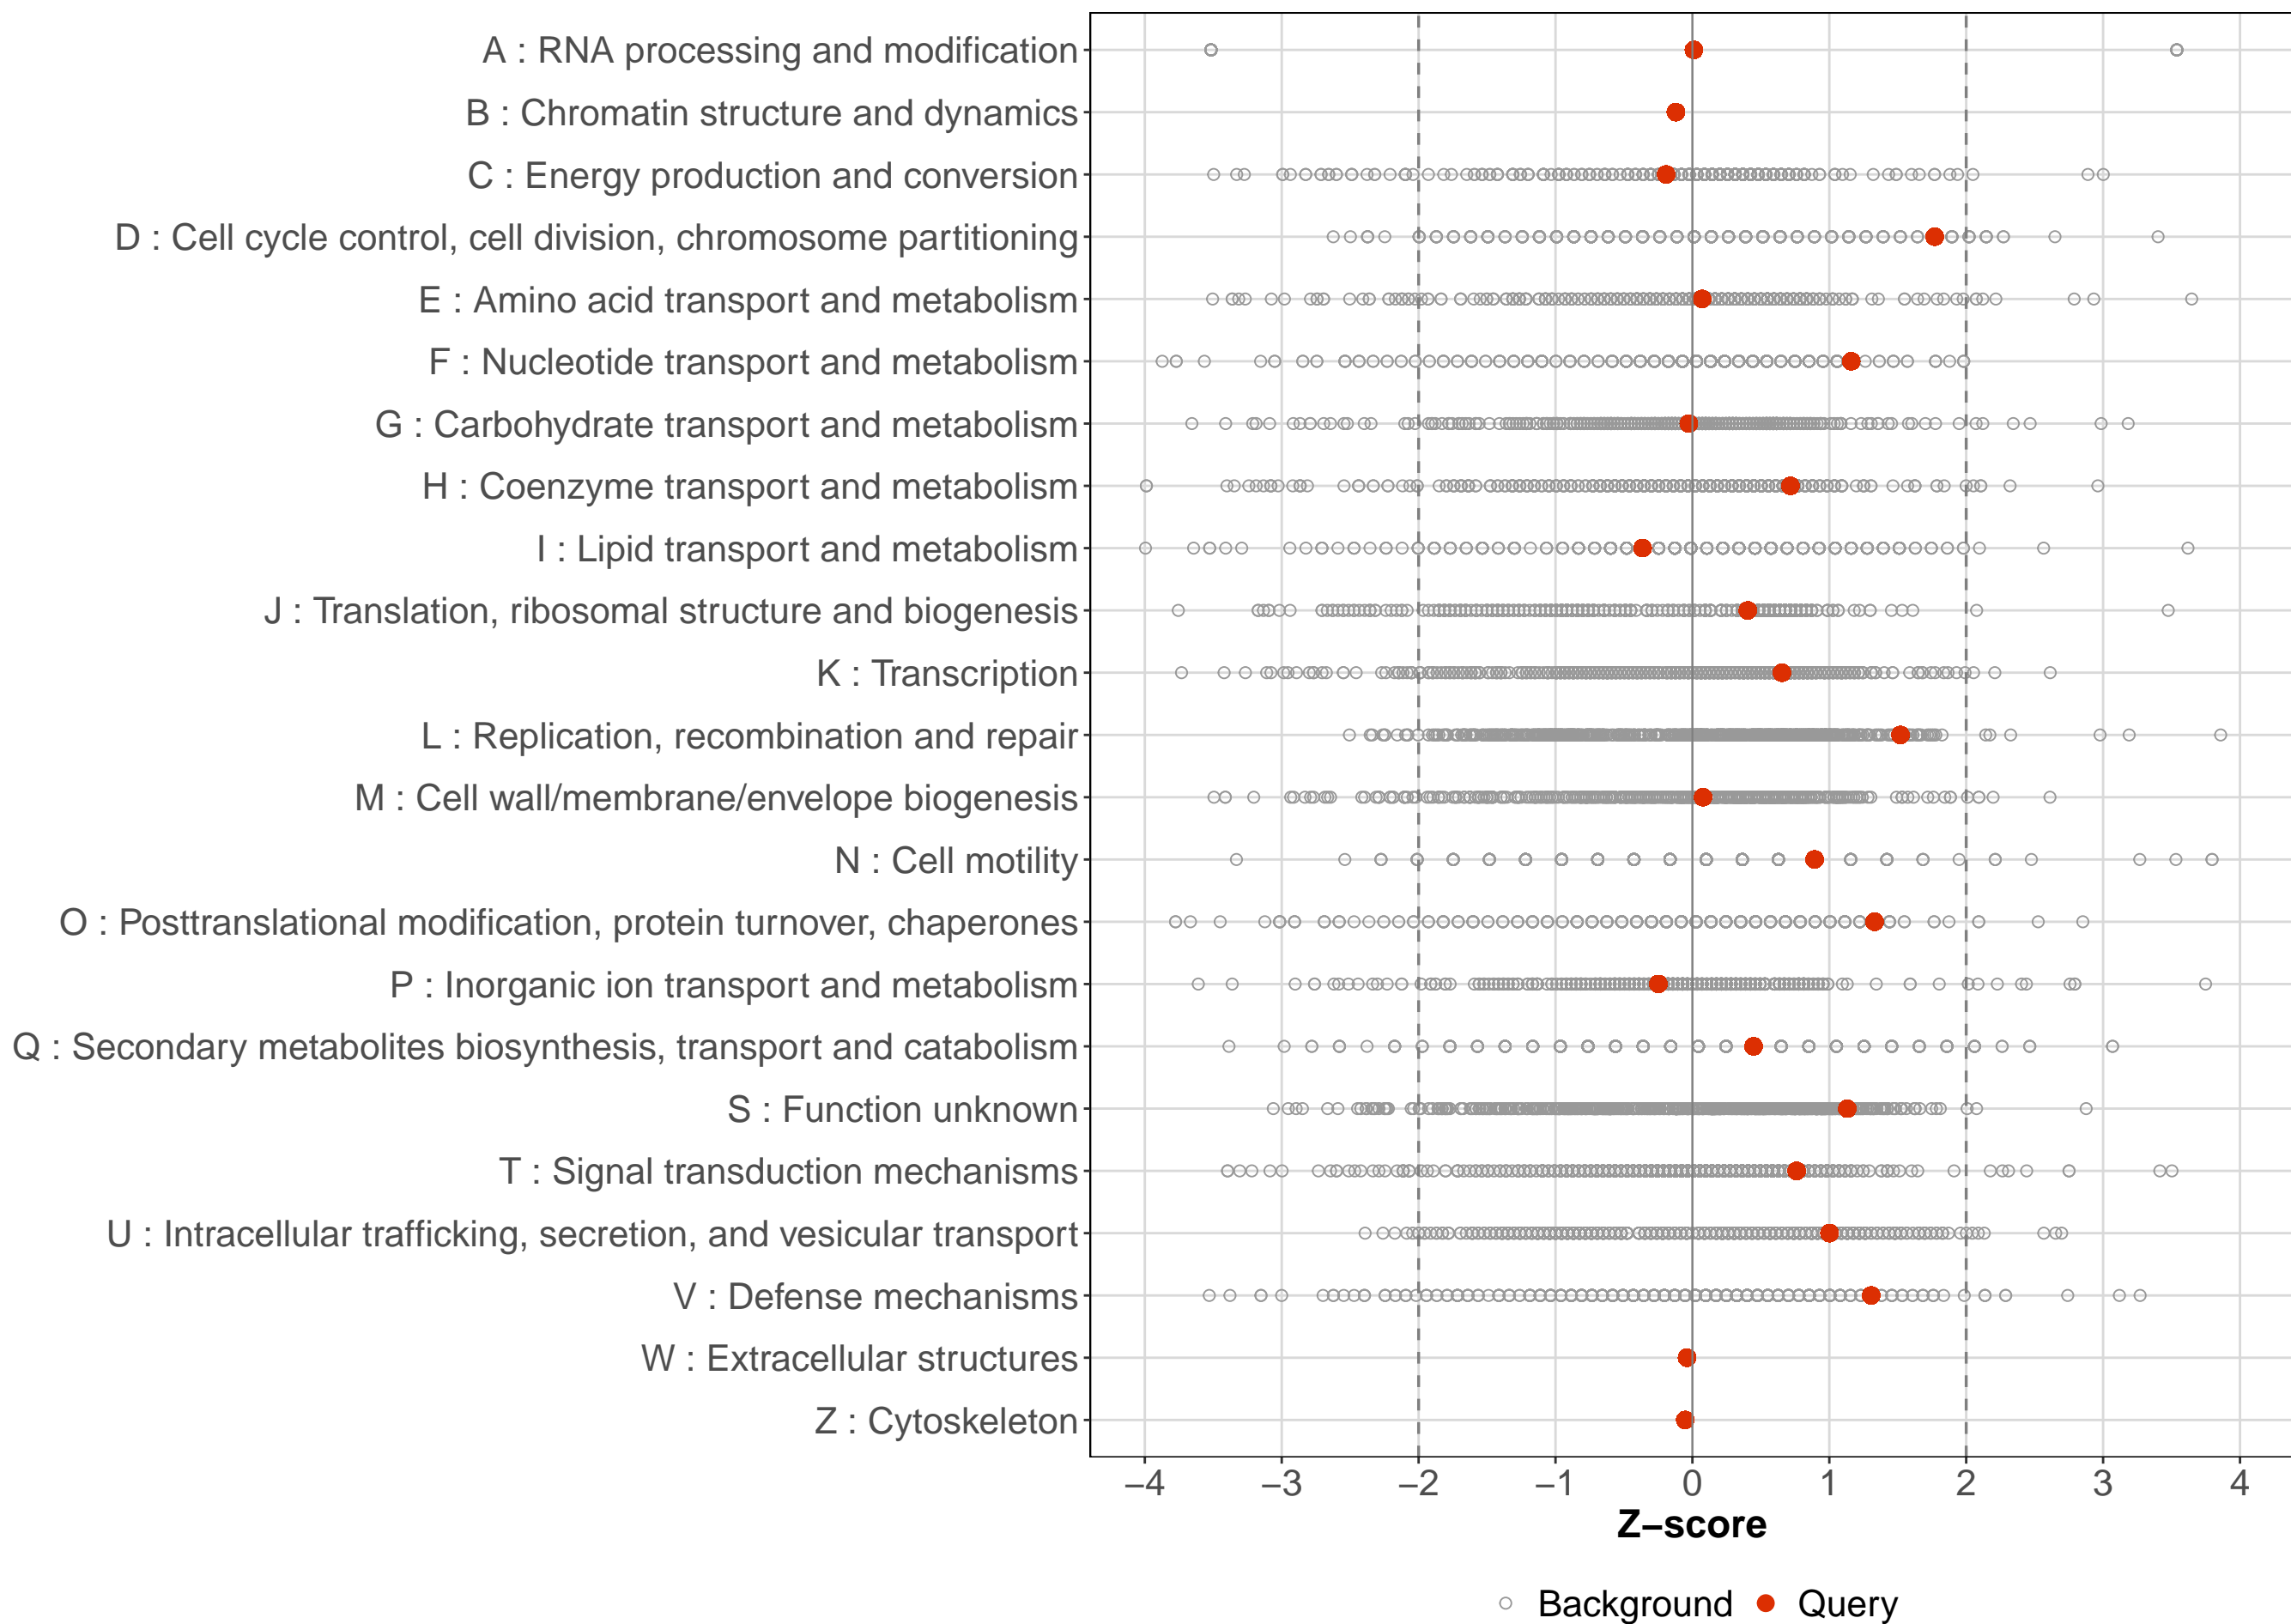 A : RNA processing and modification
B : Chromatin structure and dynamics
C : Energy production and conversion
D : Cell cycle control, cell division, chromosome partitioning
E : Amino acid transport and metabolism
F : Nucleotide transport and metabolism
G : Carbohydrate transport and metabolism
H : Coenzyme transport and metabolism
I : Lipid transport and metabolism
J : Translation, ribosomal structure and biogenesis
K : Transcription
L : Replication, recombination and repair
M : Cell wall/membrane/envelope biogenesis
N : Cell motility
O : Posttranslational modification, protein turnover, chaperones
P : Inorganic ion transport and metabolism
Q : Secondary metabolites biosynthesis, transport and catabolism
S : Function unknown
T : Signal transduction mechanisms
U : Intracellular trafficking, secretion, and vesicular transport
V : Defense mechanisms
W : Extracellular structures
Z : Cytoskeleton
−4 −3 −2 −1 0 1 2 3 4
Z−score
Background Query